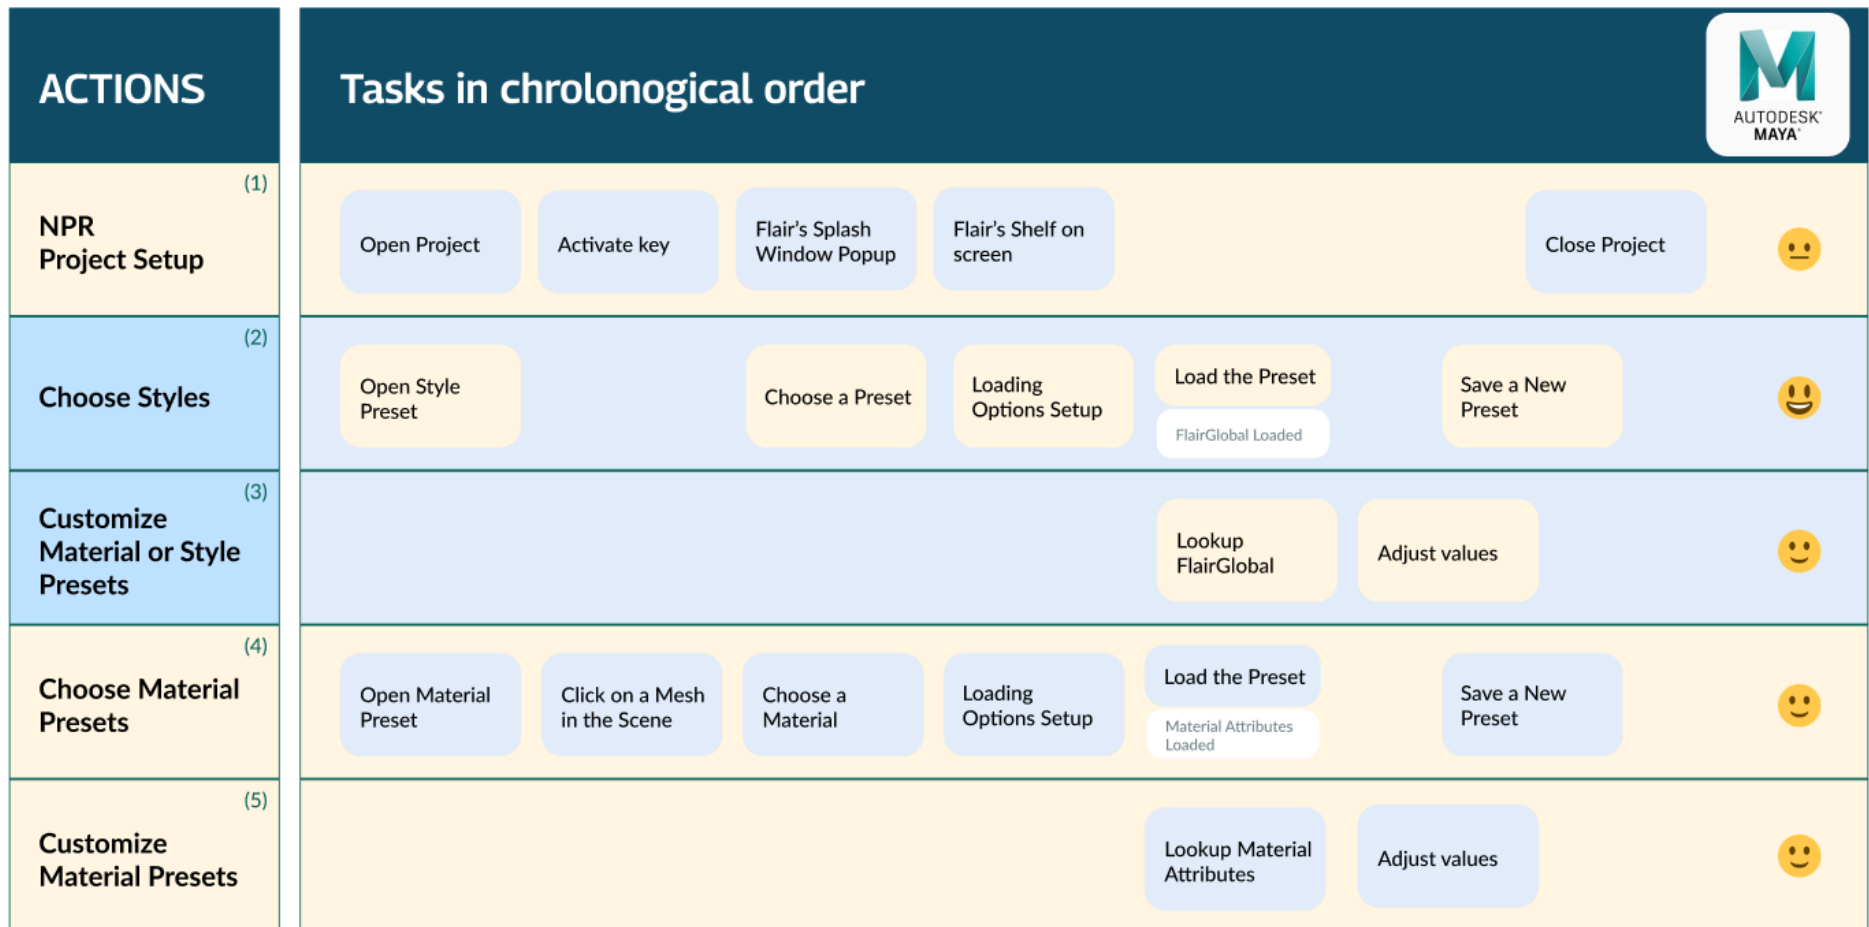 ACTIONS
Tasks in chrolonogical order
AUTODESK®
MAYA®
(1)
NPR
Project Setup
Open Project
Activate key
Flair's Splash
Window Popup
Flair's Shelf on
screen
Close Project
(2)
Choose Styles
Open Style
Preset
Choose a Preset
Loading
Options Setup
Load the Preset
FlairGlobal Loaded
Save a New
Preset
(3)
Customize
Material or Style
Presets
Lookup
FlairGlobal
Adjust values
(4)
Choose Material
Presets
Open Material
Preset
Click on a Mesh
in the Scene
Choose a
Material
Loading
Options Setup
Load the Preset
Material Attributes
Loaded
Save a New
Preset
(5)
Customize
Material Presets
Lookup Material
Attributes
Adjust values